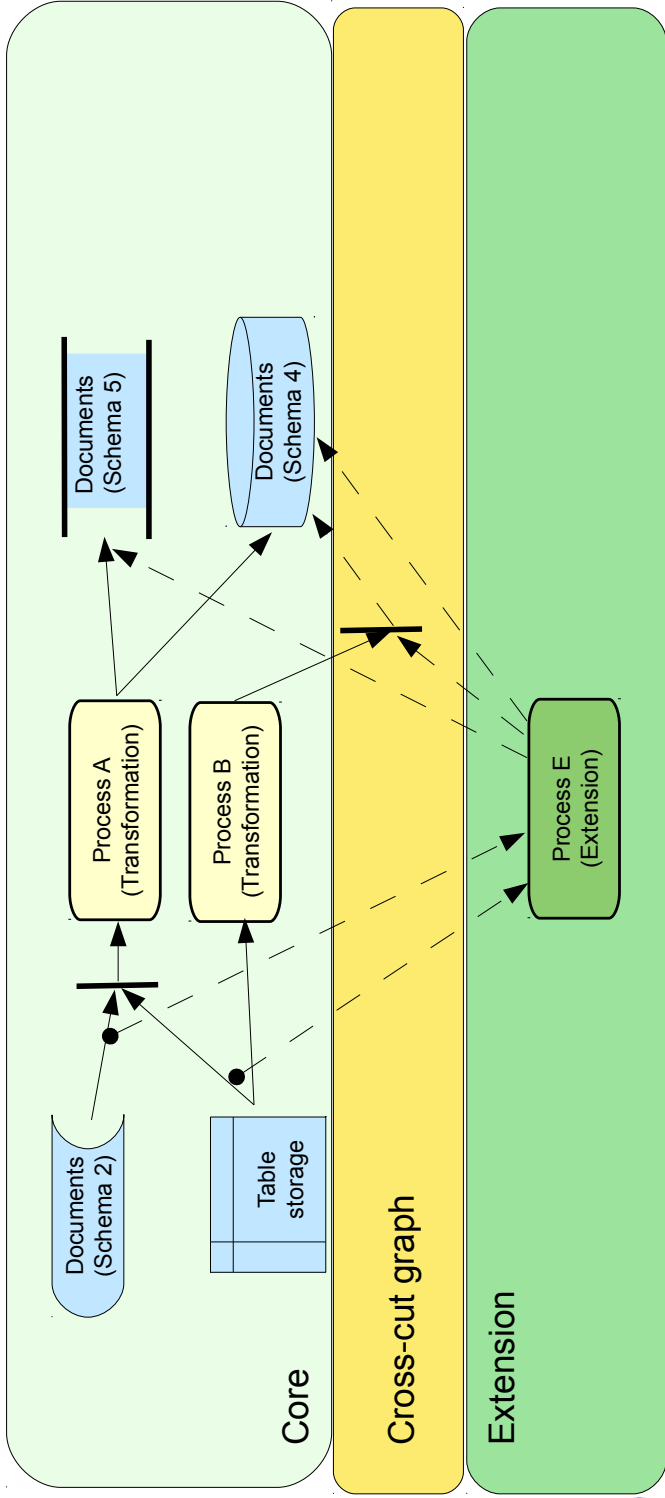 Documents
(Schema 2)
Table
storage
Process A
(Transformation)
Process B
(Transformation)
Documents
(Schema 5)
Documents
(Schema 4)
Core
Cross-cut graph
Process E
(Extension)
Extension